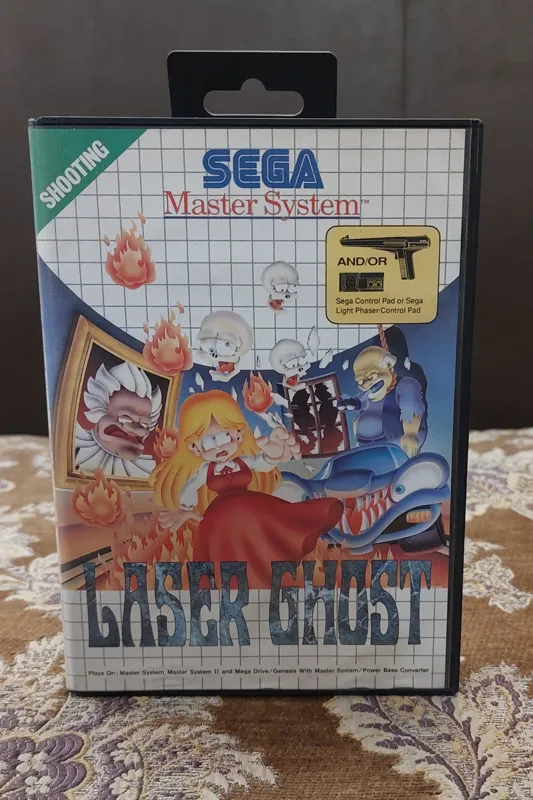 SHOOTING
SEGA
Master System™
AND/OR
Sega Control Pad or Sega
Light Phaser/Control Pad
LASER GHOST
Plays On: Master System, Master System II and Mega Drive/Genesis With Master System/Power Base Converter